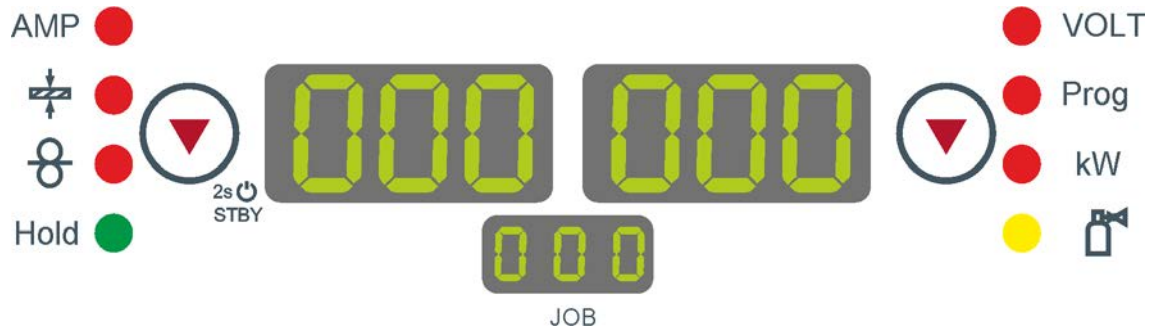 AMP
VOLT
000
000
Prog
kW
2s
STBY
Hold
000
JOB